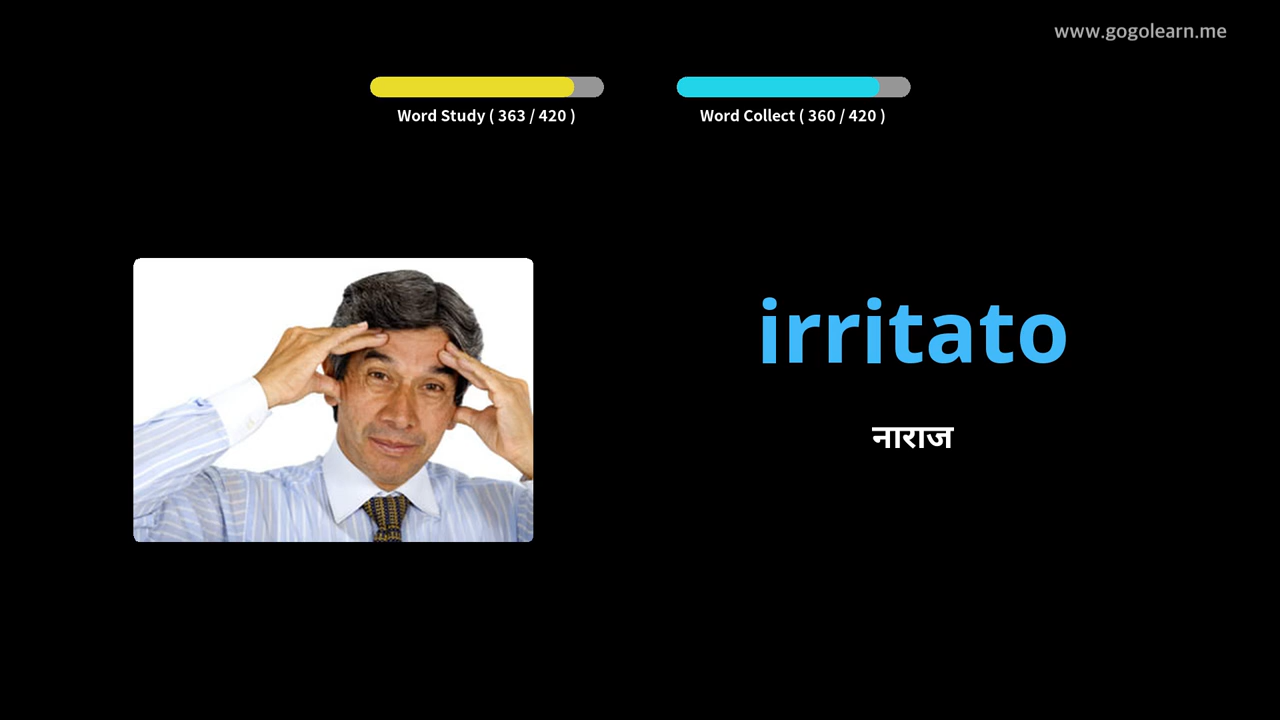 www.gogolearn.me
Word Study ( 363 / 420 )
Word Collect ( 360 / 420 )
irritato
नाराज